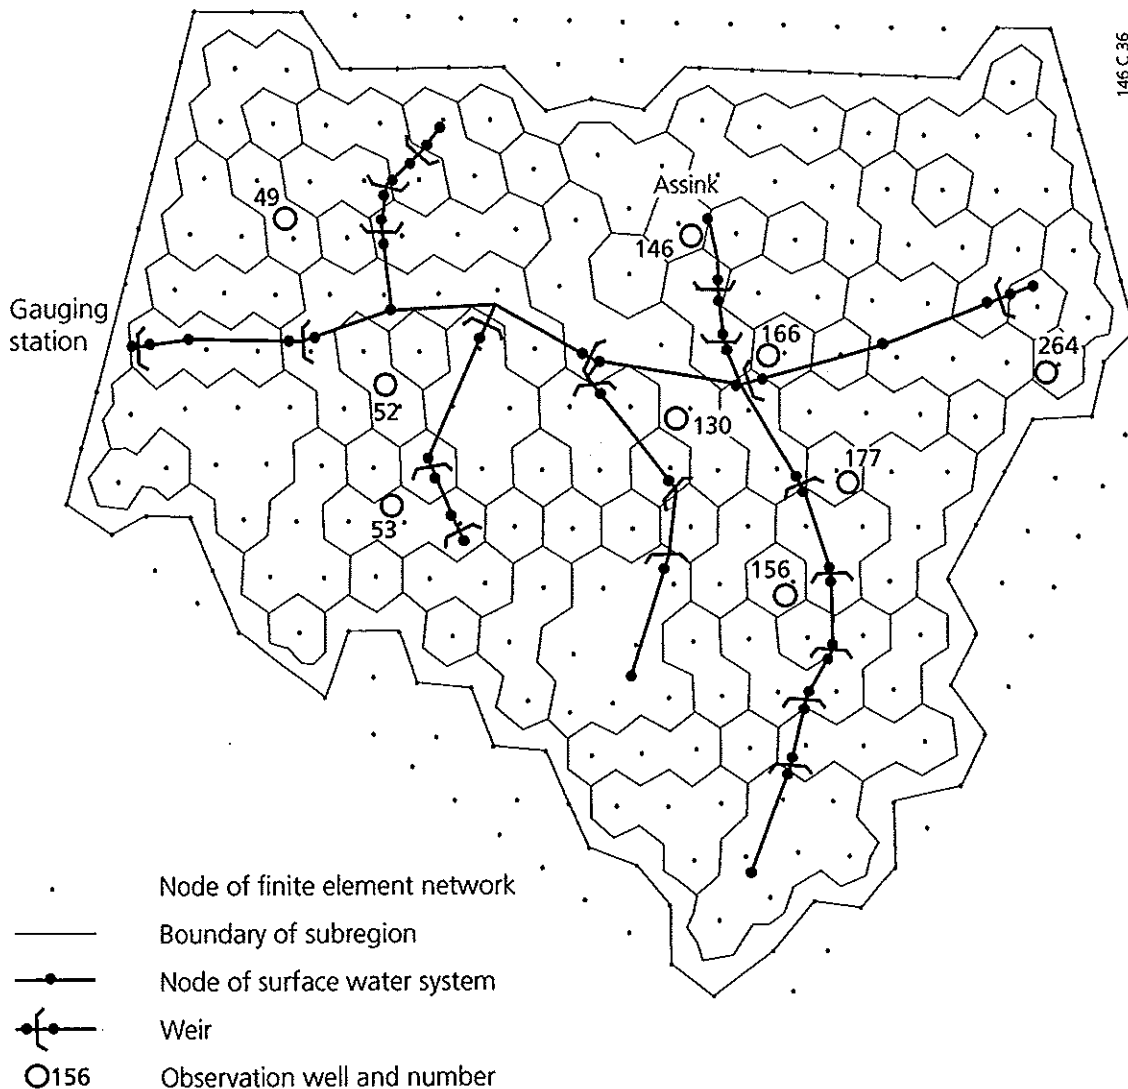 146 C 36
Assink
49
146
Gauging
station
166
264
52
130
177
53
156
Node of finite element network
Boundary of subregion
Node of surface water system
Weir
156
Observation well and number